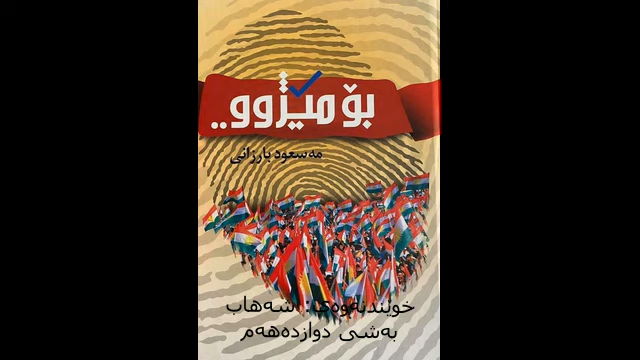 بۆ مێژوو..
مەسعود بارزانی
خوێندنەوەی: شەهاب
بەشی دوازدەهەم